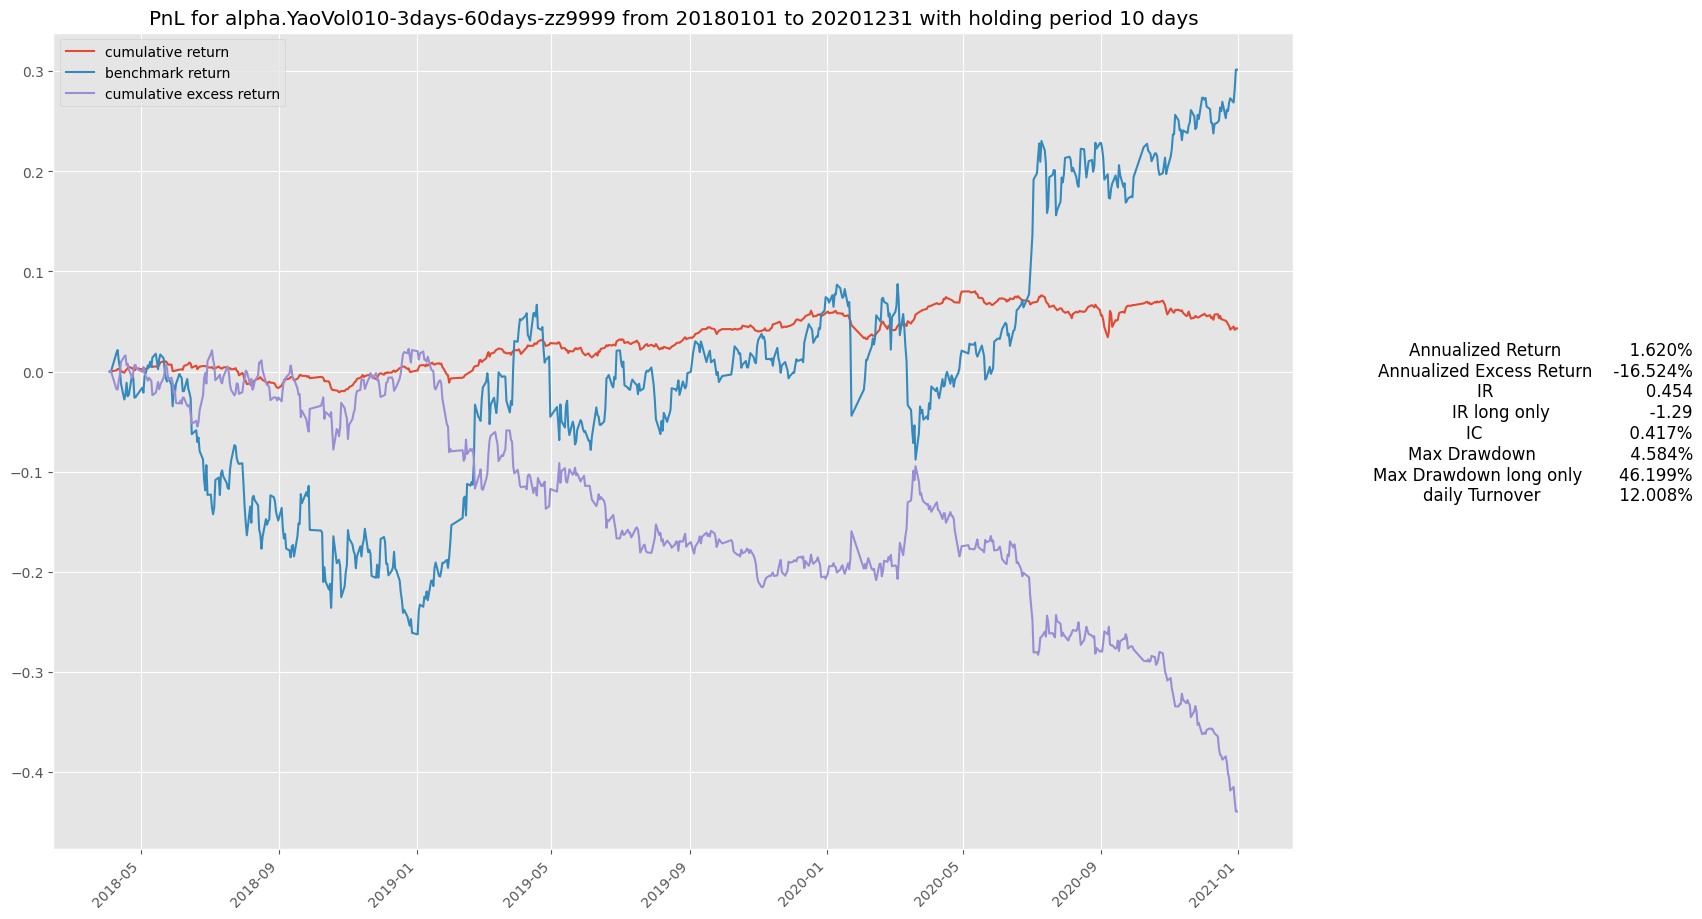 PnL for alpha.YaoVol010-3days-60days-zz9999 from 20180101 to 20201231 with holding period 10 days
cumulative return
benchmark return
cumulative excess return
0.3
0.2
0.1
0.0
−0.1
−0.2
−0.3
−0.4
2018-05
2018-09
2019-01
2019-05
2019-09
2020-01
2020-05
2020-09
2021-01
Annualized Return 1.620%
Annualized Excess Return -16.524%
IR 0.454
IR long only -1.29
IC 0.417%
Max Drawdown 4.584%
Max Drawdown long only 46.199%
daily Turnover 12.008%